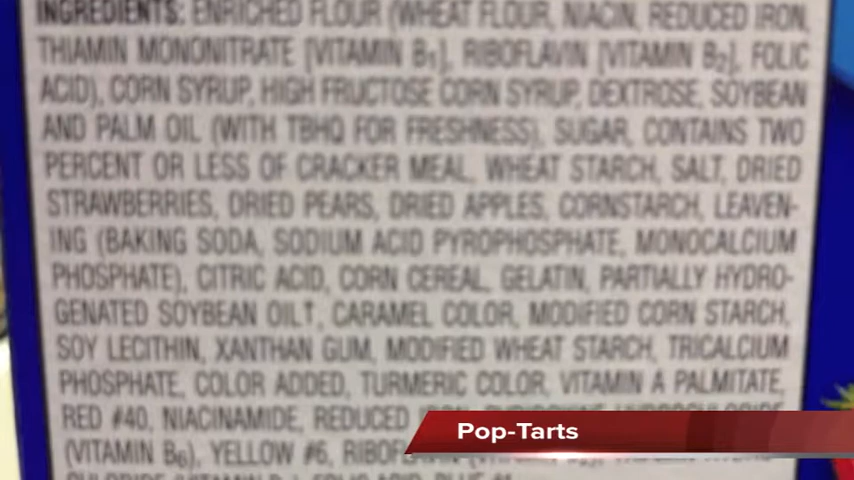 INGREDIENTS: ENRICHED FLOUR (WHEAT FLOUR, NIACIN, REDUCED IRON,
THIAMIN MONONITRATE [VITAMIN B1], RIBOFLAVIN [VITAMIN B2], FOLIC
ACID), CORN SYRUP, HIGH FRUCTOSE CORN SYRUP, DEXTROSE, SOYBEAN
AND PALM OIL (WITH TBHQ FOR FRESHNESS), SUGAR, CONTAINS TWO
PERCENT OR LESS OF CRACKER MEAL, WHEAT STARCH, SALT, DRIED
STRAWBERRIES, DRIED PEARS, DRIED APPLES, CORNSTARCH, LEAVEN-
ING (BAKING SODA, SODIUM ACID PYROPHOSPHATE, MONOCALCIUM
PHOSPHATE), CITRIC ACID, CORN CEREAL, GELATIN, PARTIALLY HYDRO-
GENATED SOYBEAN OIL†, CARAMEL COLOR, MODIFIED CORN STARCH,
SOY LECITHIN, XANTHAN GUM, MODIFIED WHEAT STARCH, TRICALCIUM
PHOSPHATE, COLOR ADDED, TURMERIC COLOR, VITAMIN A PALMITATE,
RED #40, NIACINAMIDE, REDUCED
(VITAMIN B6), YELLOW #6,
Pop-Tarts